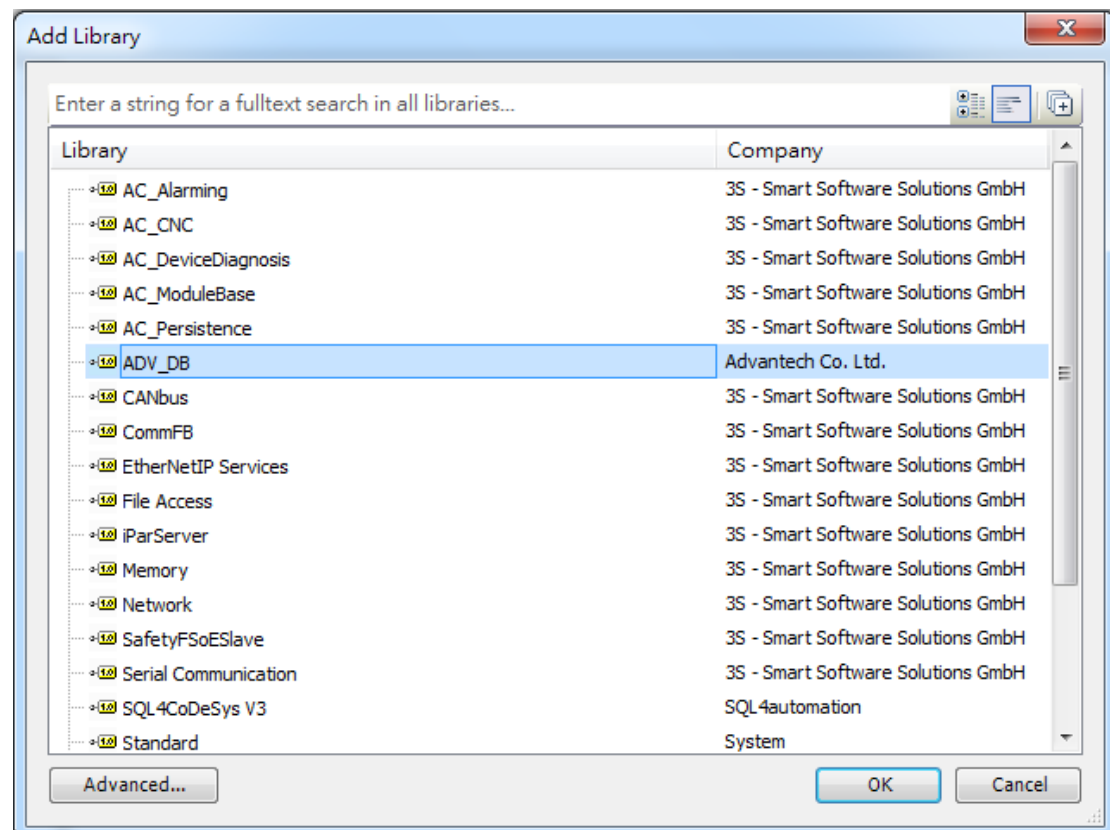 Add Library
Enter a string for a fulltext search in all libraries...
Library Company
AC_Alarming 3S - Smart Software Solutions GmbH
AC_CNC 3S - Smart Software Solutions GmbH
AC_DeviceDiagnosis 3S - Smart Software Solutions GmbH
AC_ModuleBase 3S - Smart Software Solutions GmbH
AC_Persistence 3S - Smart Software Solutions GmbH
ADV_DB Advantech Co. Ltd.
CANbus 3S - Smart Software Solutions GmbH
CommFB 3S - Smart Software Solutions GmbH
EtherNetIP Services 3S - Smart Software Solutions GmbH
File Access 3S - Smart Software Solutions GmbH
iParServer 3S - Smart Software Solutions GmbH
Memory 3S - Smart Software Solutions GmbH
Network 3S - Smart Software Solutions GmbH
SafetyFSoESlave 3S - Smart Software Solutions GmbH
Serial Communication 3S - Smart Software Solutions GmbH
SQL4CoDeSys V3 SQL4automation
Standard System
Advanced... OK Cancel